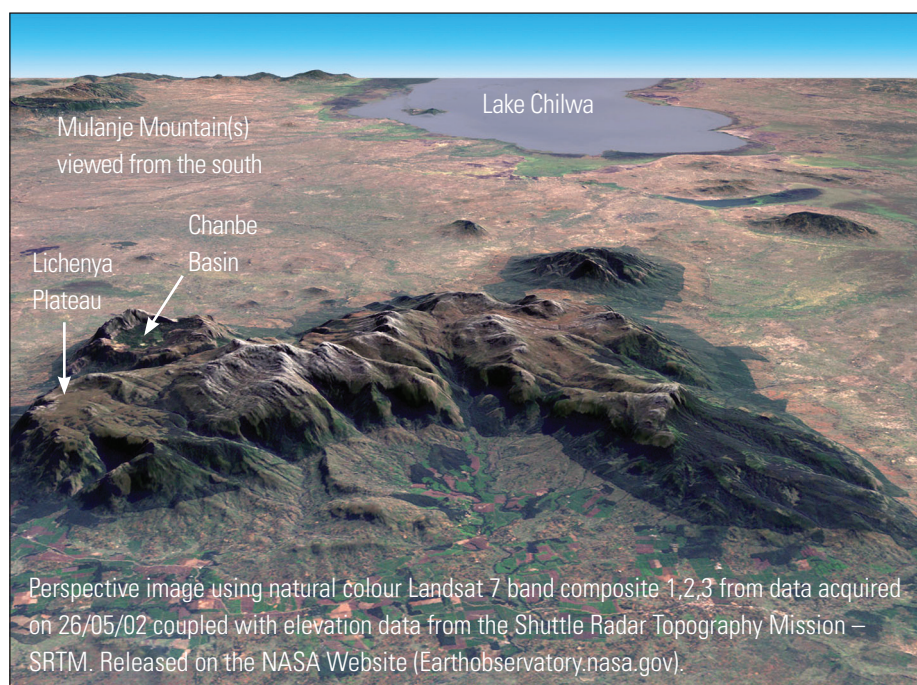 Lake Chilwa
Mulanje Mountain(s)
viewed from the south
Chanbe
Basin
Lichenya
Plateau
Perspective image using natural colour Landsat 7 band composite 1,2,3 from data acquired
on 26/05/02 coupled with elevation data from the Shuttle Radar Topography Mission –
SRTM. Released on the NASA Website (Earthobservatory.nasa.gov).